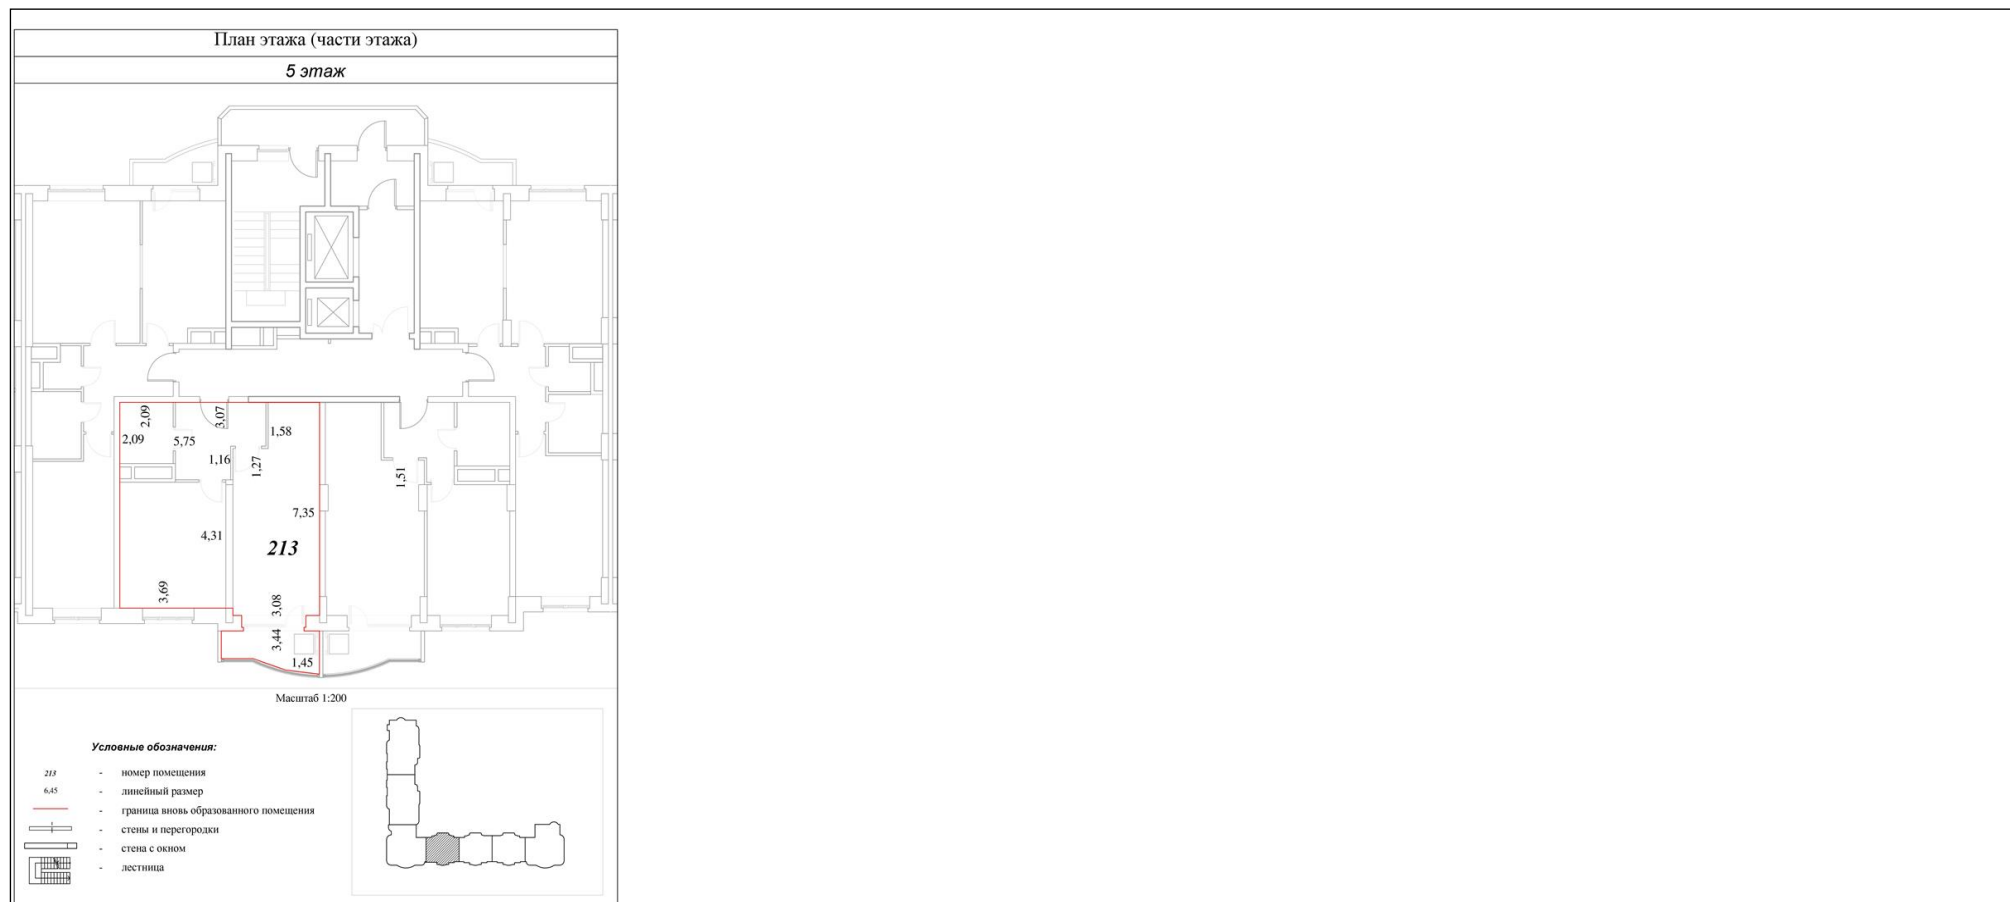 План этажа (части этажа)
5 этаж
2,09
3,07
1,58
2,09
5,75
1,16
1,27
1,51
7,35
4,31
213
3,69
3,08
3,44
1,45
Масштаб 1:200
Условные обозначения:
213 - номер помещения
6,45 - линейный размер
- граница вновь образованного помещения
- стены и перегородки
- стена с окном
- лестница